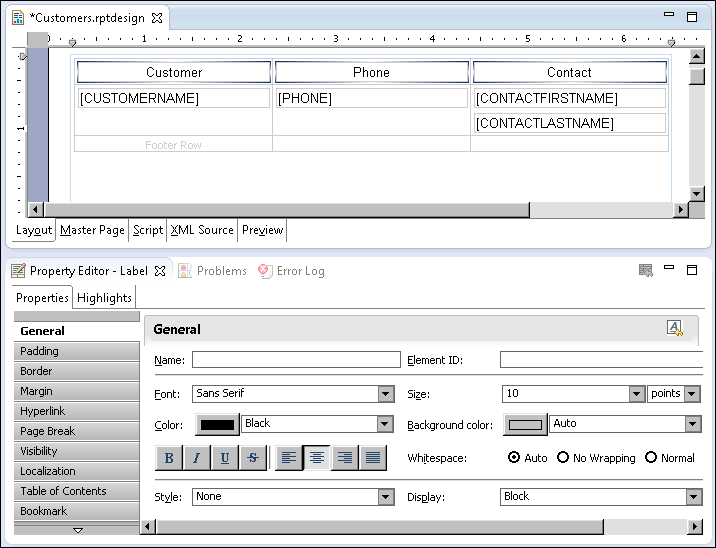 *Customers.rptdesign
0 1 2 3 4 5 6
Customer Phone Contact
[CUSTOMERNAME] [PHONE] [CONTACTFIRSTNAME]
1
[CONTACTLASTNAME]
Footer Row
Layout Master Page Script XML Source Preview
Property Editor - Label Problems Error Log
Properties Highlights
General
Padding
Border
Margin
Hyperlink
Page Break
Visibility
Localization
Table of Contents
Bookmark
General
Name: Element ID:
Font: Sans Serif Size: 10 points
Color: Black Background color: Auto
B I U S Whitespace: Auto No Wrapping Normal
Style: None Display: Block